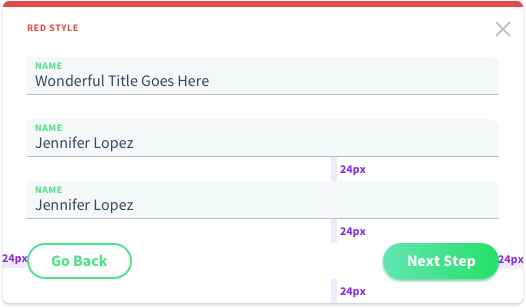 RED STYLE
NAME
Wonderful Title Goes Here
NAME
Jennifer Lopez
24px
NAME
Jennifer Lopez
24px
24px
Go Back
Next Step
24px
24px